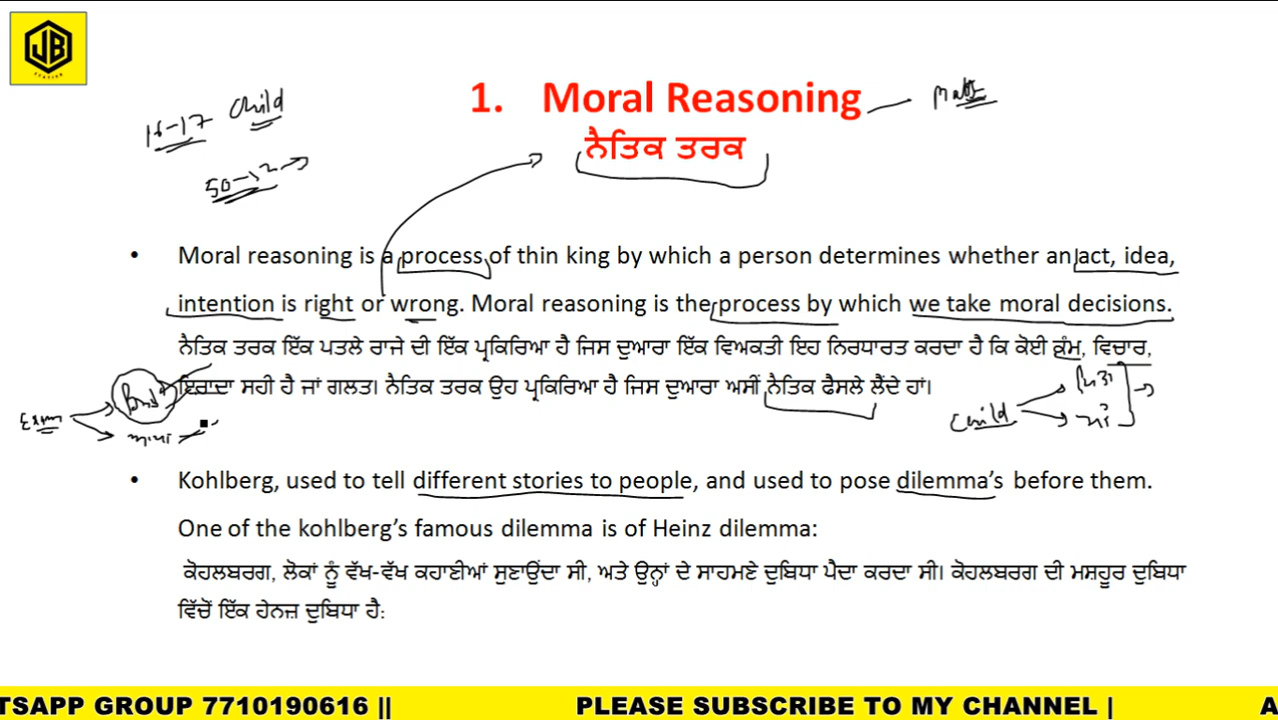 JB
1. Moral Reasoning
ਨੈਤਿਕ ਤਰਕ
16-17 Child
• Moral reasoning is a process of thin king by which a person determines whether an act, idea,
intention is right or wrong. Moral reasoning is the process by which we take moral decisions.
ਨੈਤਿਕ ਤਰਕ ਇੱਕ ਪਤਲੇ ਰਾਜੇ ਦੀ ਇੱਕ ਪ੍ਰਕਿਰਿਆ ਹੈ ਜਿਸ ਦੁਆਰਾ ਇੱਕ ਵਿਅਕਤੀ ਇਹ ਨਿਰਧਾਰਤ ਕਰਦਾ ਹੈ ਕਿ ਕੋਈ ਕੰਮ, ਵਿਚਾਰ,
ਇਰਾਦਾ ਸਹੀ ਹੈ ਜਾਂ ਗਲਤ। ਨੈਤਿਕ ਤਰਕ ਉਹ ਪ੍ਰਕਿਰਿਆ ਹੈ ਜਿਸ ਦੁਆਰਾ ਅਸੀਂ ਨੈਤਿਕ ਫੈਸਲੇ ਲੈਂਦੇ ਹਾਂ।
Exam
Child
• Kohlberg, used to tell different stories to people, and used to pose dilemma's before them.
One of the kohlberg's famous dilemma is of Heinz dilemma:
ਕੋਹਲਬਰਗ, ਲੋਕਾਂ ਨੂੰ ਵੱਖ-ਵੱਖ ਕਹਾਣੀਆਂ ਸੁਣਾਉਂਦਾ ਸੀ, ਅਤੇ ਉਨ੍ਹਾਂ ਦੇ ਸਾਹਮਣੇ ਦੁਬਿਧਾ ਪੈਦਾ ਕਰਦਾ ਸੀ। ਕੋਹਲਬਰਗ ਦੀ ਮਸ਼ਹੂਰ ਦੁਬਿਧਾ
ਵਿੱਚੋਂ ਇੱਕ ਹੇਨਜ਼ ਦੁਬਿਧਾ ਹੈ:
TSAPP GROUP 7710190616 || PLEASE SUBSCRIBE TO MY CHANNEL | A